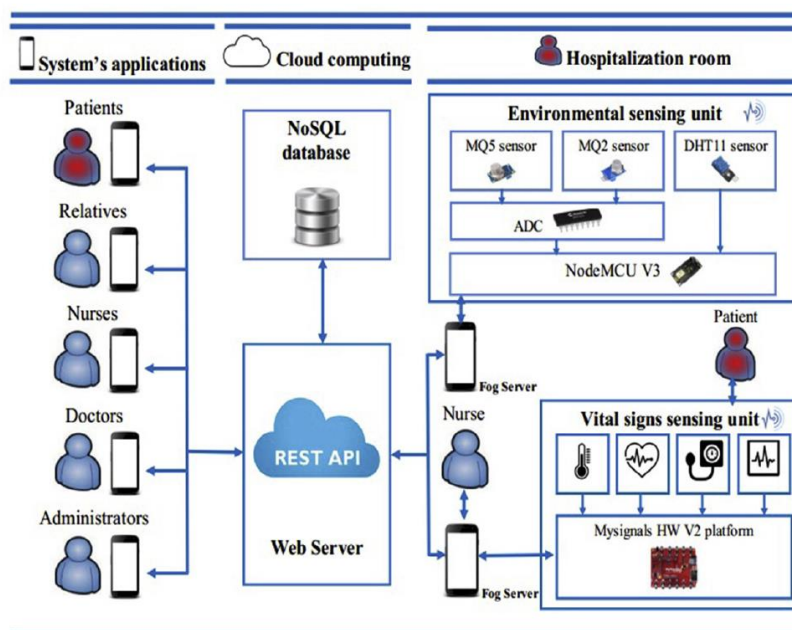 System's applications
Cloud computing
Hospitalization room
Patients
Relatives
Nurses
Doctors
Administrators
NoSQL
database
REST API
Web Server
Environmental sensing unit
MQ5 sensor
MQ2 sensor
DHT11 sensor
ADC
NodeMCU V3
Fog Server
Nurse
Fog Server
Patient
Vital signs sensing unit
Mysignals HW V2 platform